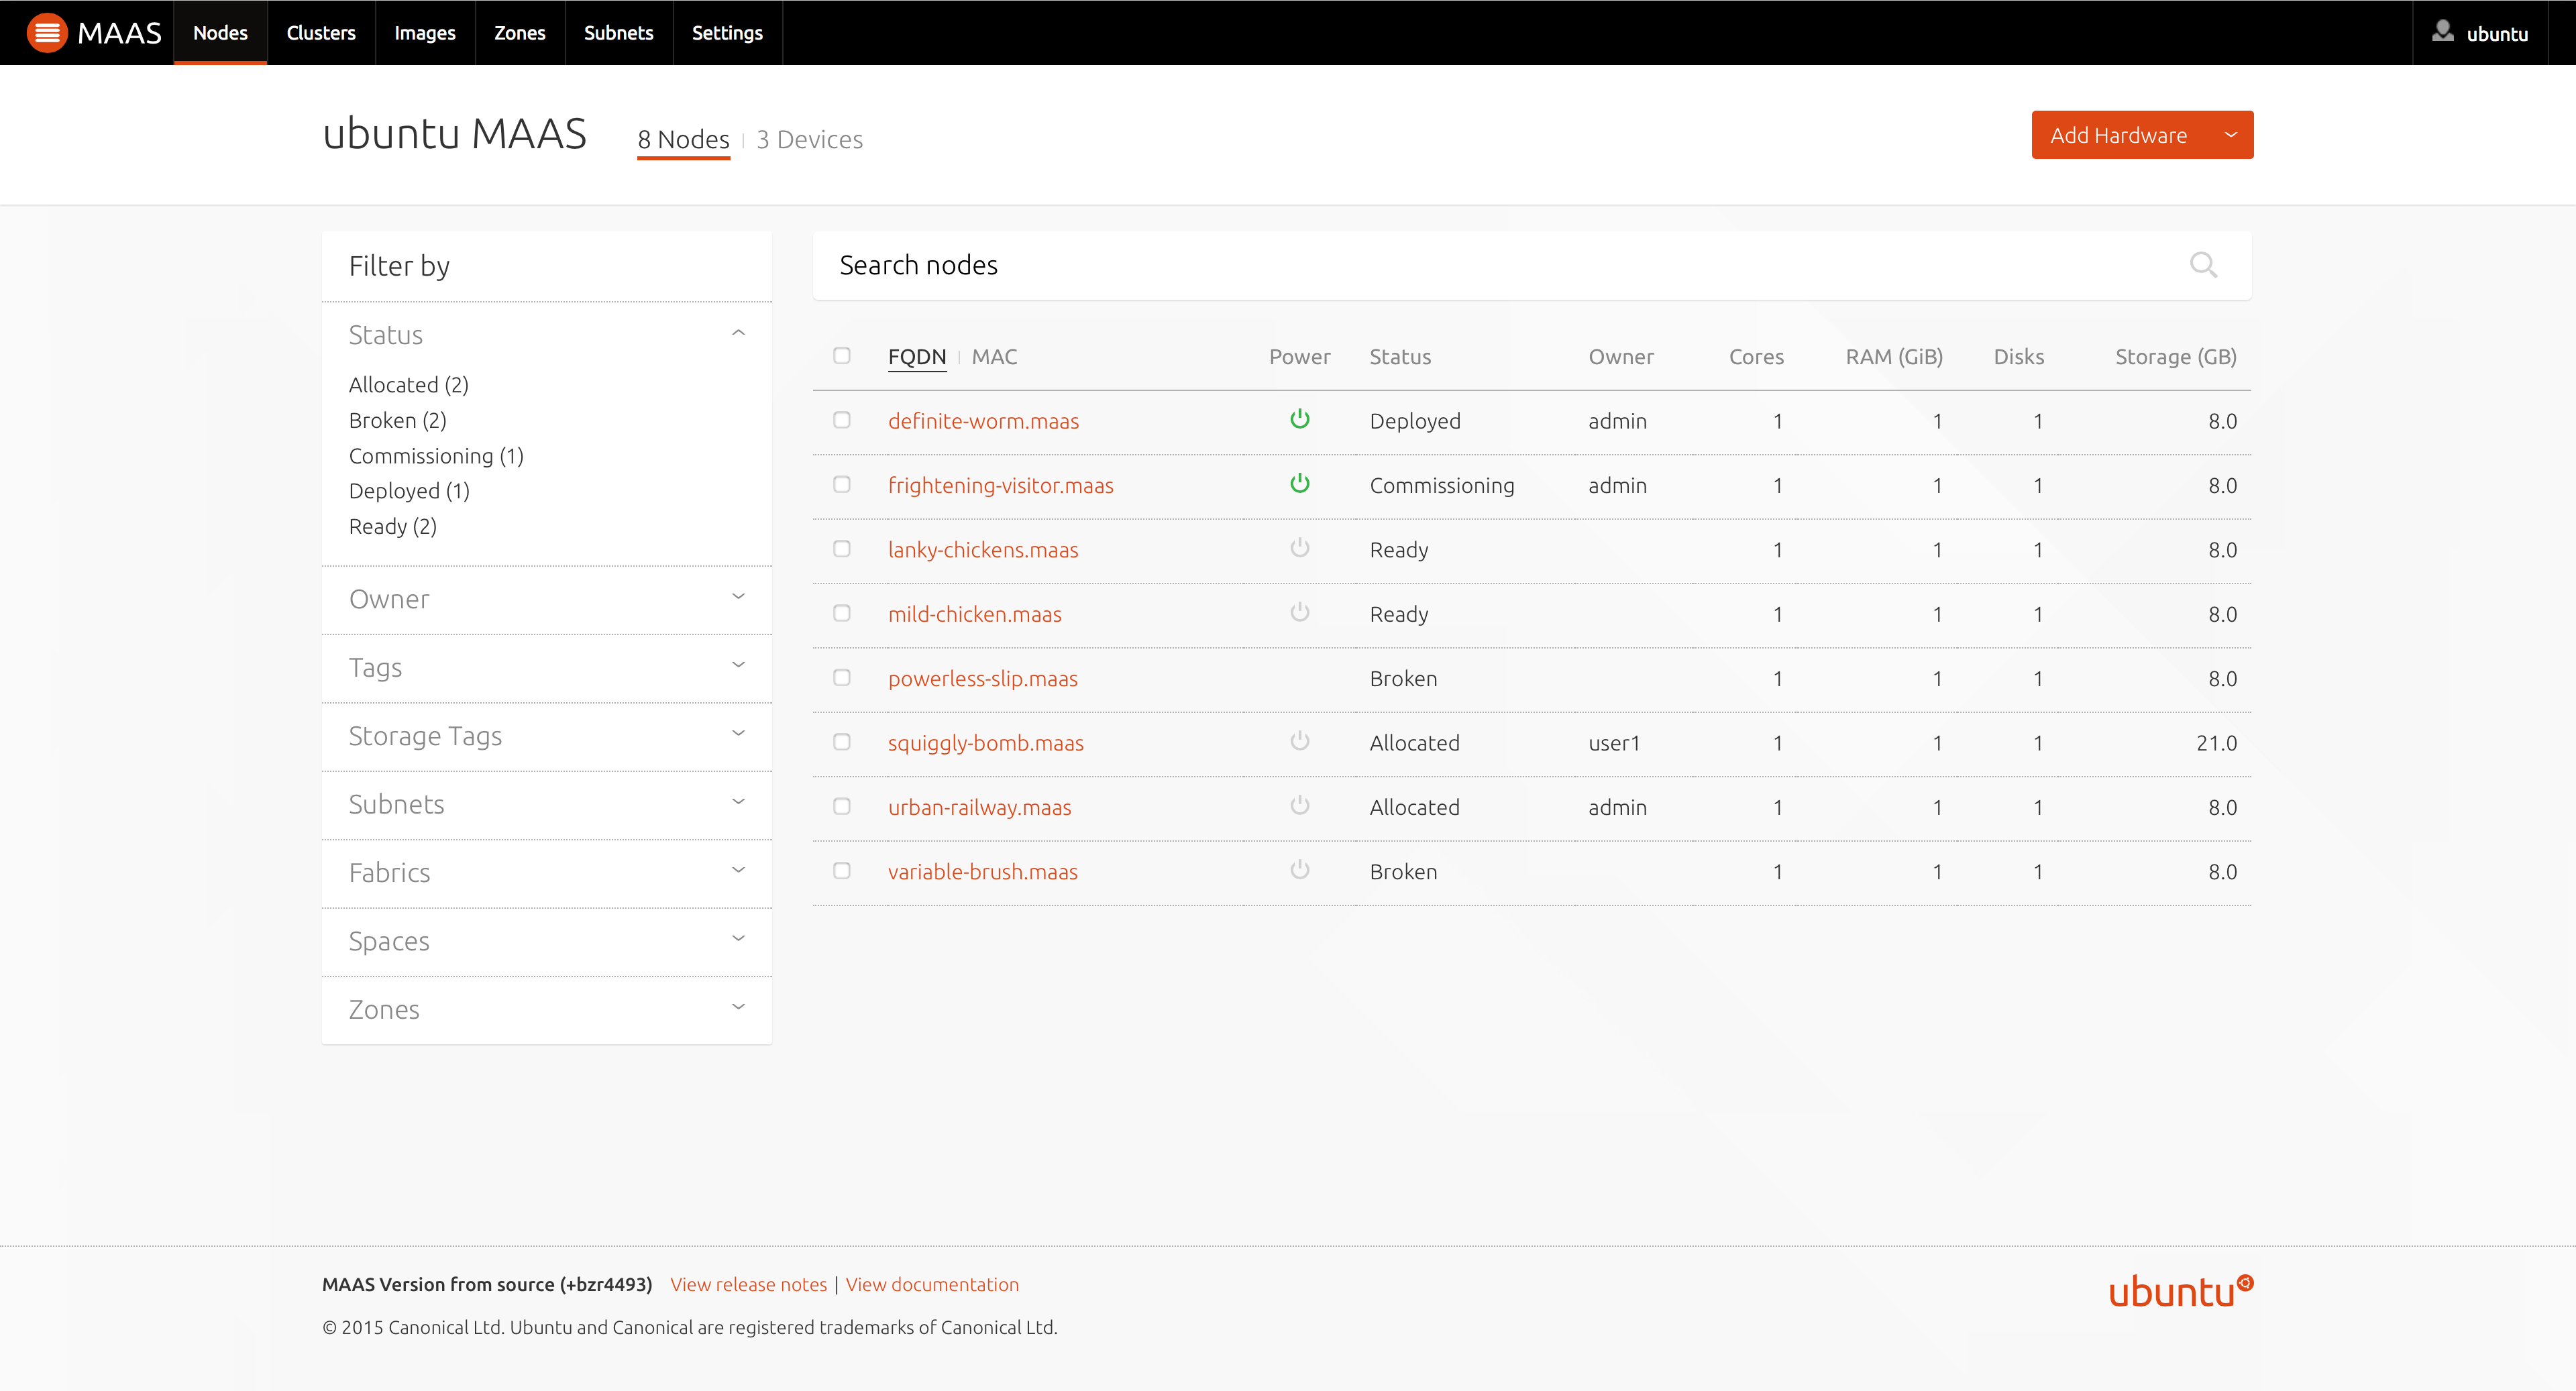 MAAS Nodes Clusters Images Zones Subnets Settings ubuntu
ubuntu MAAS 8 Nodes 3 Devices Add Hardware
Filter by
Status
Allocated (2)
Broken (2)
Commissioning (1)
Deployed (1)
Ready (2)
Owner
Tags
Storage Tags
Subnets
Fabrics
Spaces
Zones
Search nodes
FQDN MAC Power Status Owner Cores RAM (GiB) Disks Storage (GB)
definite-worm.maas Deployed admin 1 1 1 8.0
frightening-visitor.maas Commissioning admin 1 1 1 8.0
lanky-chickens.maas Ready 1 1 1 8.0
mild-chicken.maas Ready 1 1 1 8.0
powerless-slip.maas Broken 1 1 1 8.0
squiggly-bomb.maas Allocated user1 1 1 1 21.0
urban-railway.maas Allocated admin 1 1 1 8.0
variable-brush.maas Broken 1 1 1 8.0
MAAS Version from source (+bzr4493) View release notes | View documentation
© 2015 Canonical Ltd. Ubuntu and Canonical are registered trademarks of Canonical Ltd.
ubuntu